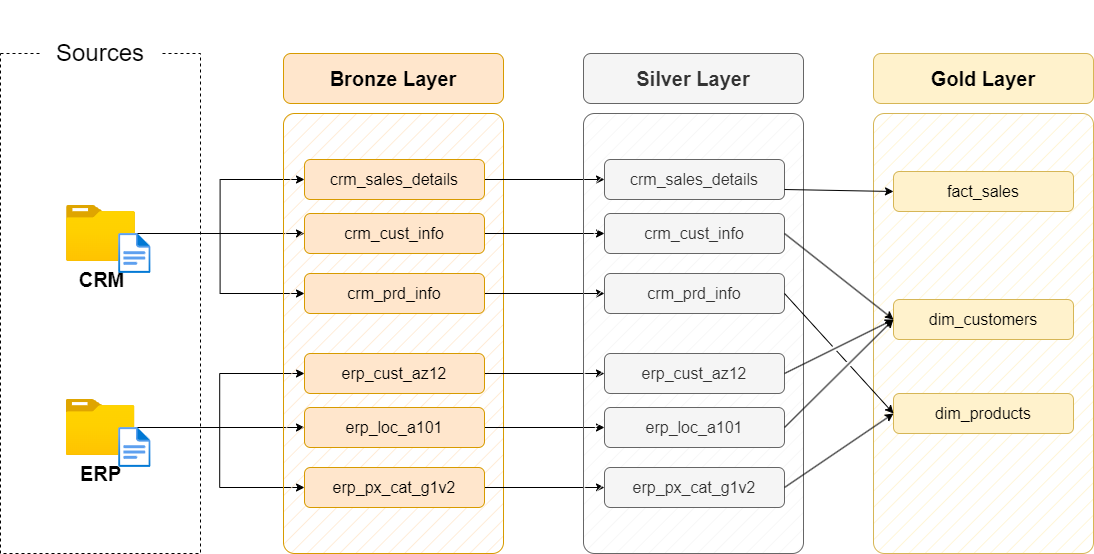 Sources
Bronze Layer
Silver Layer
Gold Layer
crm_sales_details
crm_sales_details
fact_sales
crm_cust_info
crm_cust_info
CRM
crm_prd_info
crm_prd_info
dim_customers
erp_cust_az12
erp_cust_az12
dim_products
erp_loc_a101
erp_loc_a101
ERP
erp_px_cat_g1v2
erp_px_cat_g1v2